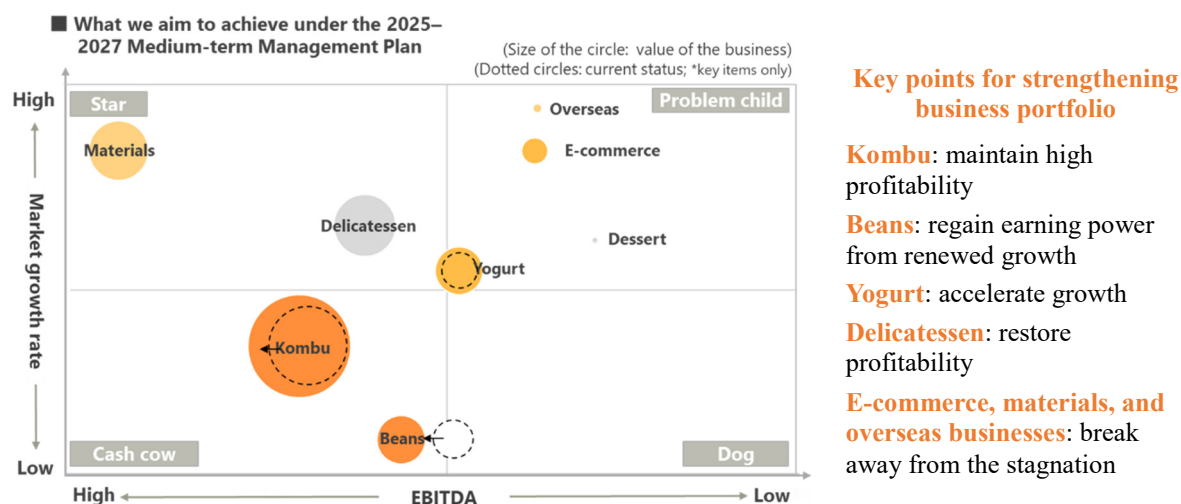 ■ What we aim to achieve under the 2025–
2027 Medium-term Management Plan
(Size of the circle: value of the business)
(Dotted circles: current status; *key items only)
High
Star
Problem child
Overseas
Materials
E-commerce
Market growth rate
Delicatessen
Dessert
Yogurt
Kombu
Beans
Cash cow
Dog
Low
High
EBITDA
Low
Key points for strengthening
business portfolio
Kombu: maintain high
profitability
Beans: regain earning power
from renewed growth
Yogurt: accelerate growth
Delicatessen: restore
profitability
E-commerce, materials, and
overseas businesses: break
away from the stagnation